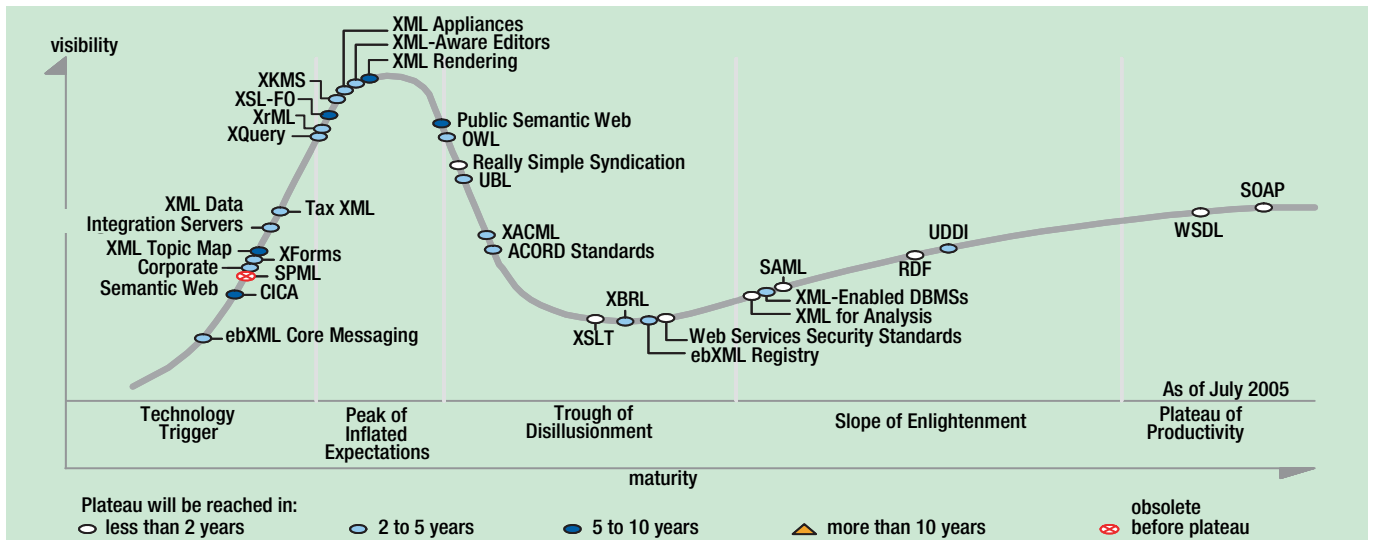 visibility
XML Appliances
XML-Aware Editors
XML Rendering
XKMS
XSL-FO
XrML
XQuery
Public Semantic Web
OWL
Really Simple Syndication
UBL
XML Data
Integration Servers
Tax XML
XML Topic Map
XForms
Corporate
Semantic Web
SPML
CICA
ebXML Core Messaging
XACML
ACORD Standards
XSLT
XBRL
Web Services Security Standards
ebXML Registry
SAML
XML-Enabled DBMSs
XML for Analysis
RDF
UDDI
WSDL
SOAP
As of July 2005
Technology
Trigger
Peak of
Inflated
Expectations
Trough of
Disillusionment
Slope of Enlightenment
Plateau of
Productivity
maturity
Plateau will be reached in:
less than 2 years
2 to 5 years
5 to 10 years
more than 10 years
obsolete
before plateau